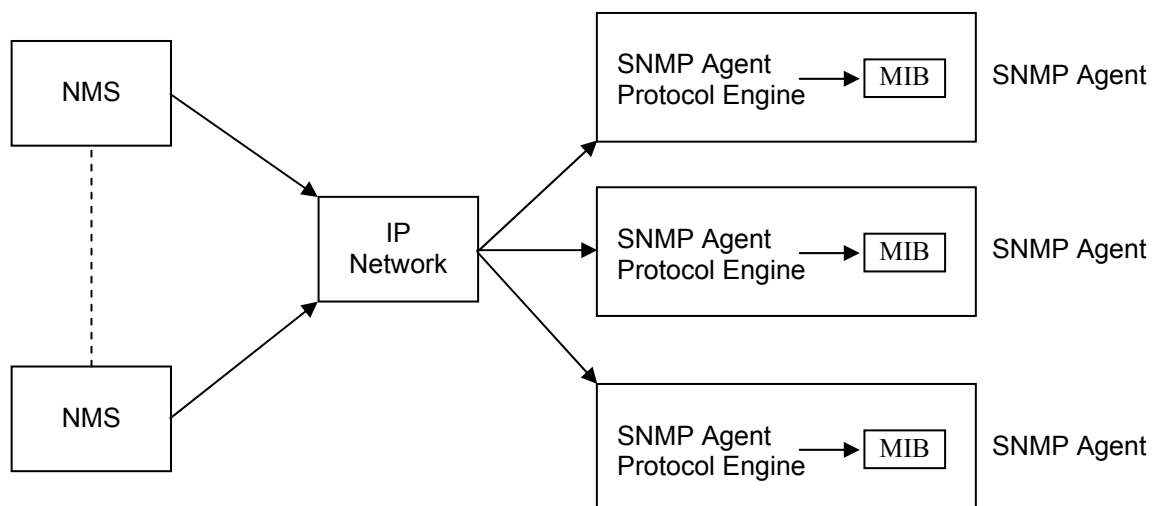 NMS
NMS
IP
Network
SNMP Agent
Protocol Engine
MIB
SNMP Agent
SNMP Agent
Protocol Engine
MIB
SNMP Agent
SNMP Agent
Protocol Engine
MIB
SNMP Agent